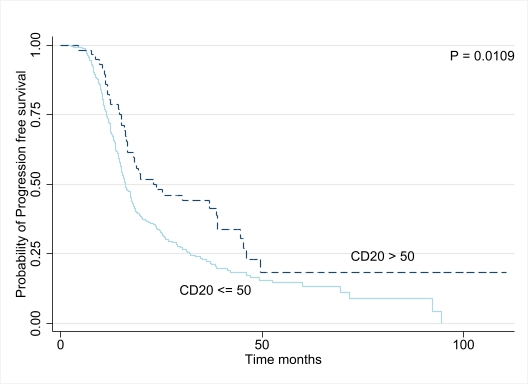 P = 0.0109
Probability of Progression free survival
1.00
0.75
0.50
0.25
0.00
CD20 > 50
CD20 <= 50
0 50 100
Time months